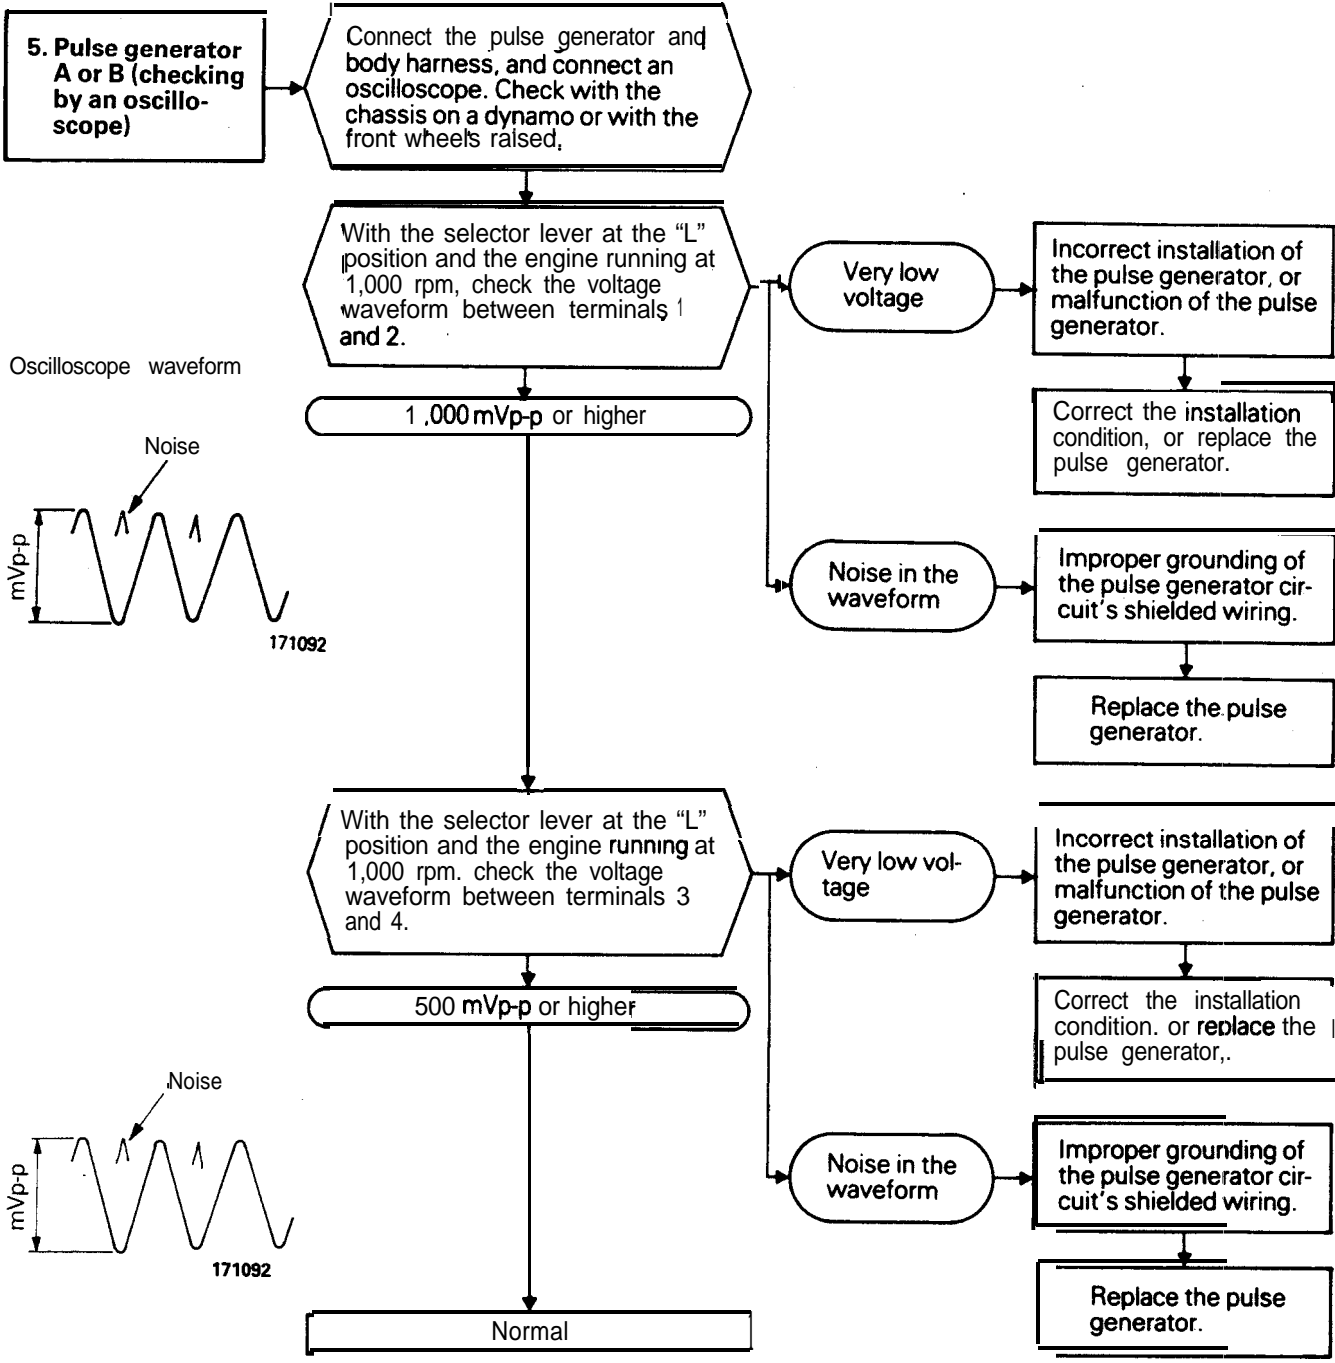 5. Pulse generator
A or B (checking
by an oscillo-
scope)
Connect the pulse generator and
body harness, and connect an
oscilloscope. Check with the
chassis on a dynamo or with the
front wheels raised.
With the selector lever at the “L”
position and the engine running at
1,000 rpm, check the voltage
waveform between terminals 1
and 2.
Very low
voltage
Incorrect installation of
the pulse generator, or
malfunction of the pulse
generator.
Correct the installation
condition, or replace the
pulse generator.
1,000 mVp-p or higher
Oscilloscope waveform
Noise
mVp-p
171092
Noise in the
waveform
Improper grounding of
the pulse generator cir-
cuit's shielded wiring.
Replace the pulse
generator.
With the selector lever at the “L”
position and the engine running at
1,000 rpm. check the voltage
waveform between terminals 3
and 4.
Very low vol-
tage
Incorrect installation of
the pulse generator, or
malfunction of the pulse
generator.
Correct the installation
condition. or replace the
pulse generator,.
500 mVp-p or higher
Noise
mVp-p
171092
Noise in the
waveform
Improper grounding of
the pulse generator cir-
cuit's shielded wiring.
Replace the pulse
generator.
Normal